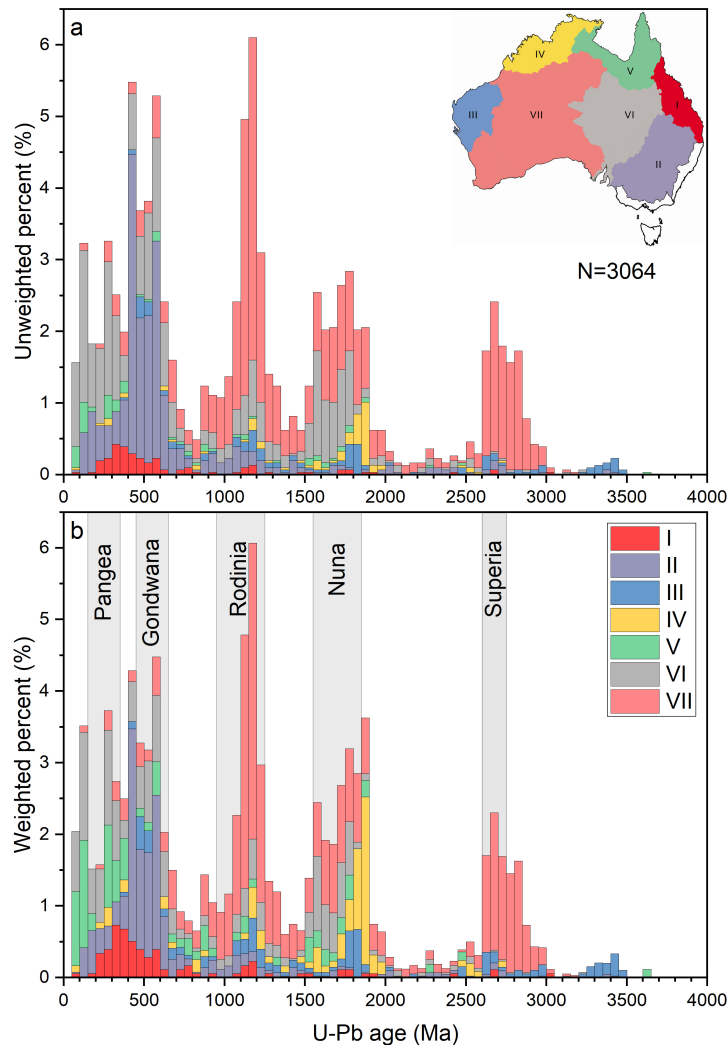 a
Unweighted percent (%)
6
5
4
3
2
1
0
IV
V
III
VII
VI
I
II
N=3064
0 500 1000 1500 2000 2500 3000 3500 4000
b
Weighted percent (%)
6
5
4
3
2
1
0
Pangea
Gondwana
Rodinia
Nuna
Superia
I
II
III
IV
V
VI
VII
0 500 1000 1500 2000 2500 3000 3500 4000
U-Pb age (Ma)